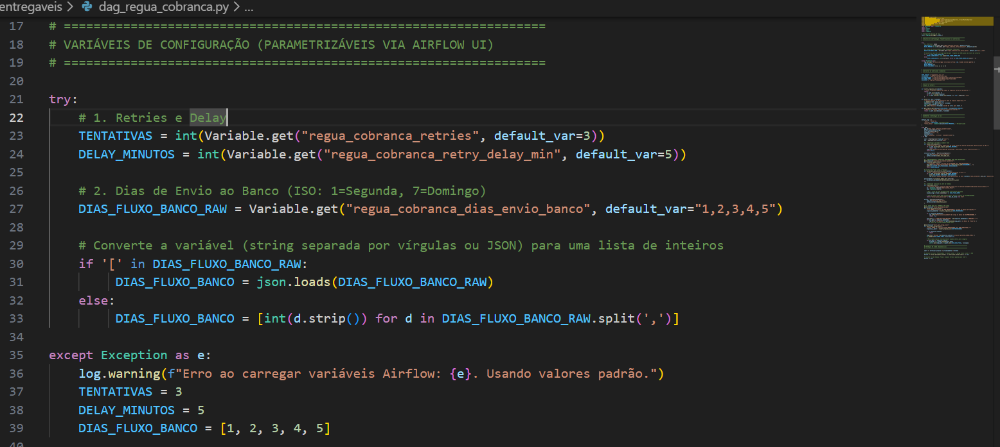 entregaveis > dag_regua_cobranca.py > ...
17 # =================================================================
18 # VARIÁVEIS DE CONFIGURAÇÃO (PARAMETRIZÁVEIS VIA AIRFLOW UI)
19 # =================================================================
20
21 try:
22     # 1. Retries e Delay
23     TENTATIVAS = int(Variable.get("regua_cobranca_retries", default_var=3))
24     DELAY_MINUTOS = int(Variable.get("regua_cobranca_retry_delay_min", default_var=5))
25
26     # 2. Dias de Envio ao Banco (ISO: 1=Segunda, 7=Domingo)
27     DIAS_FLUXO_BANCO_RAW = Variable.get("regua_cobranca_dias_envio_banco", default_var="1,2,3,4,5")
28
29     # Converte a variável (string separada por vírgulas ou JSON) para uma lista de inteiros
30     if '[' in DIAS_FLUXO_BANCO_RAW:
31          DIAS_FLUXO_BANCO = json.loads(DIAS_FLUXO_BANCO_RAW)
32     else:
33          DIAS_FLUXO_BANCO = [int(d.strip()) for d in DIAS_FLUXO_BANCO_RAW.split(',')]
34
35 except Exception as e:
36     log.warning(f"Erro ao carregar variáveis Airflow: {e}. Usando valores padrão.")
37     TENTATIVAS = 3
38     DELAY_MINUTOS = 5
39     DIAS_FLUXO_BANCO = [1, 2, 3, 4, 5]
40